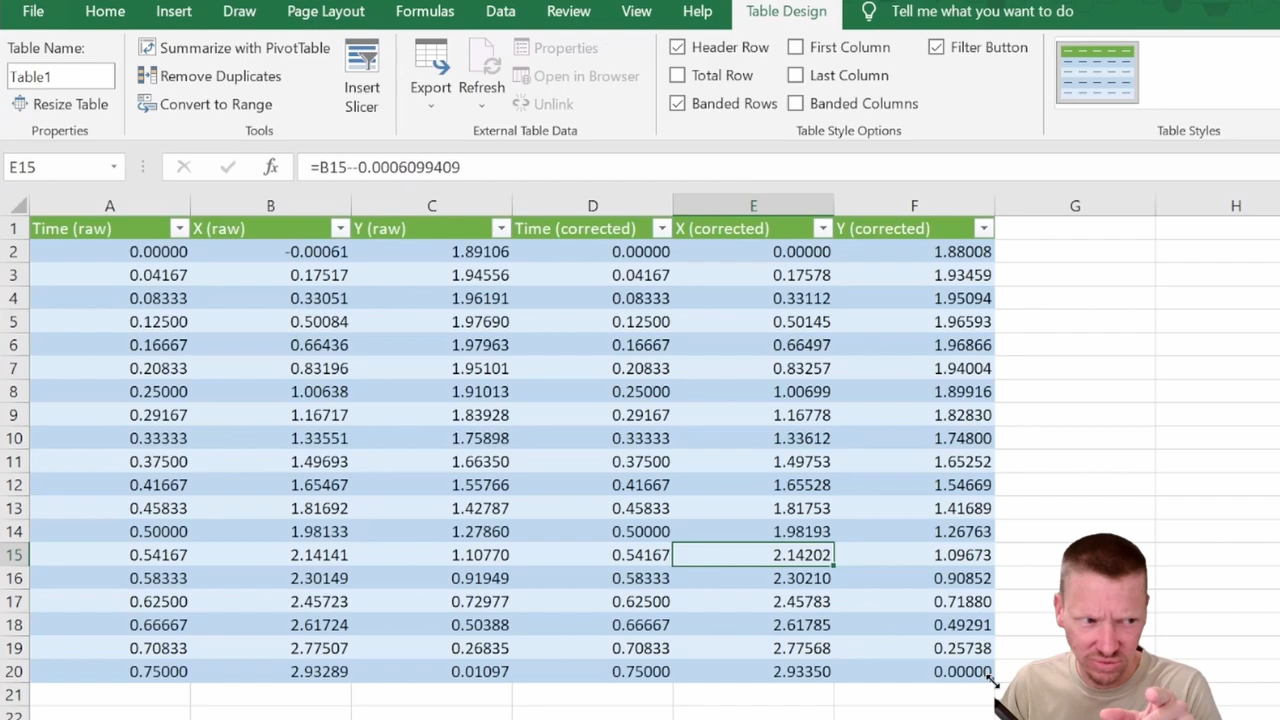 File Home Insert Draw Page Layout Formulas Data Review View Help Table Design Tell me what you want to do
Table Name: Summarize with PivotTable Properties Header Row First Column Filter Button
Table1 Remove Duplicates Insert Slicer Export Refresh Open in Browser Total Row Last Column
Resize Table Convert to Range Unlink Banded Rows Banded Columns
Properties Tools External Table Data Table Style Options Table Styles
E15 fx =B15--0.0006099409
A B C D E F G H
1 Time (raw) X (raw) Y (raw) Time (corrected) X (corrected) Y (corrected)
2 0.00000 -0.00061 1.89106 0.00000 0.00000 1.88008
3 0.04167 0.17517 1.94556 0.04167 0.17578 1.93459
4 0.08333 0.33051 1.96191 0.08333 0.33112 1.95094
5 0.12500 0.50084 1.97690 0.12500 0.50145 1.96593
6 0.16667 0.66436 1.97963 0.16667 0.66497 1.96866
7 0.20833 0.83196 1.95101 0.20833 0.83257 1.94004
8 0.25000 1.00638 1.91013 0.25000 1.00699 1.89916
9 0.29167 1.16717 1.83928 0.29167 1.16778 1.82830
10 0.33333 1.33551 1.75898 0.33333 1.33612 1.74800
11 0.37500 1.49693 1.66350 0.37500 1.49753 1.65252
12 0.41667 1.65467 1.55766 0.41667 1.65528 1.54669
13 0.45833 1.81692 1.42787 0.45833 1.81753 1.41689
14 0.50000 1.98133 1.27860 0.50000 1.98193 1.26763
15 0.54167 2.14141 1.10770 0.54167 2.14202 1.09673
16 0.58333 2.30149 0.91949 0.58333 2.30210 0.90852
17 0.62500 2.45723 0.72977 0.62500 2.45783 0.71880
18 0.66667 2.61724 0.50388 0.66667 2.61785 0.49291
19 0.70833 2.77507 0.26835 0.70833 2.77568 0.25738
20 0.75000 2.93289 0.01097 0.75000 2.93350 0.00000
21
22